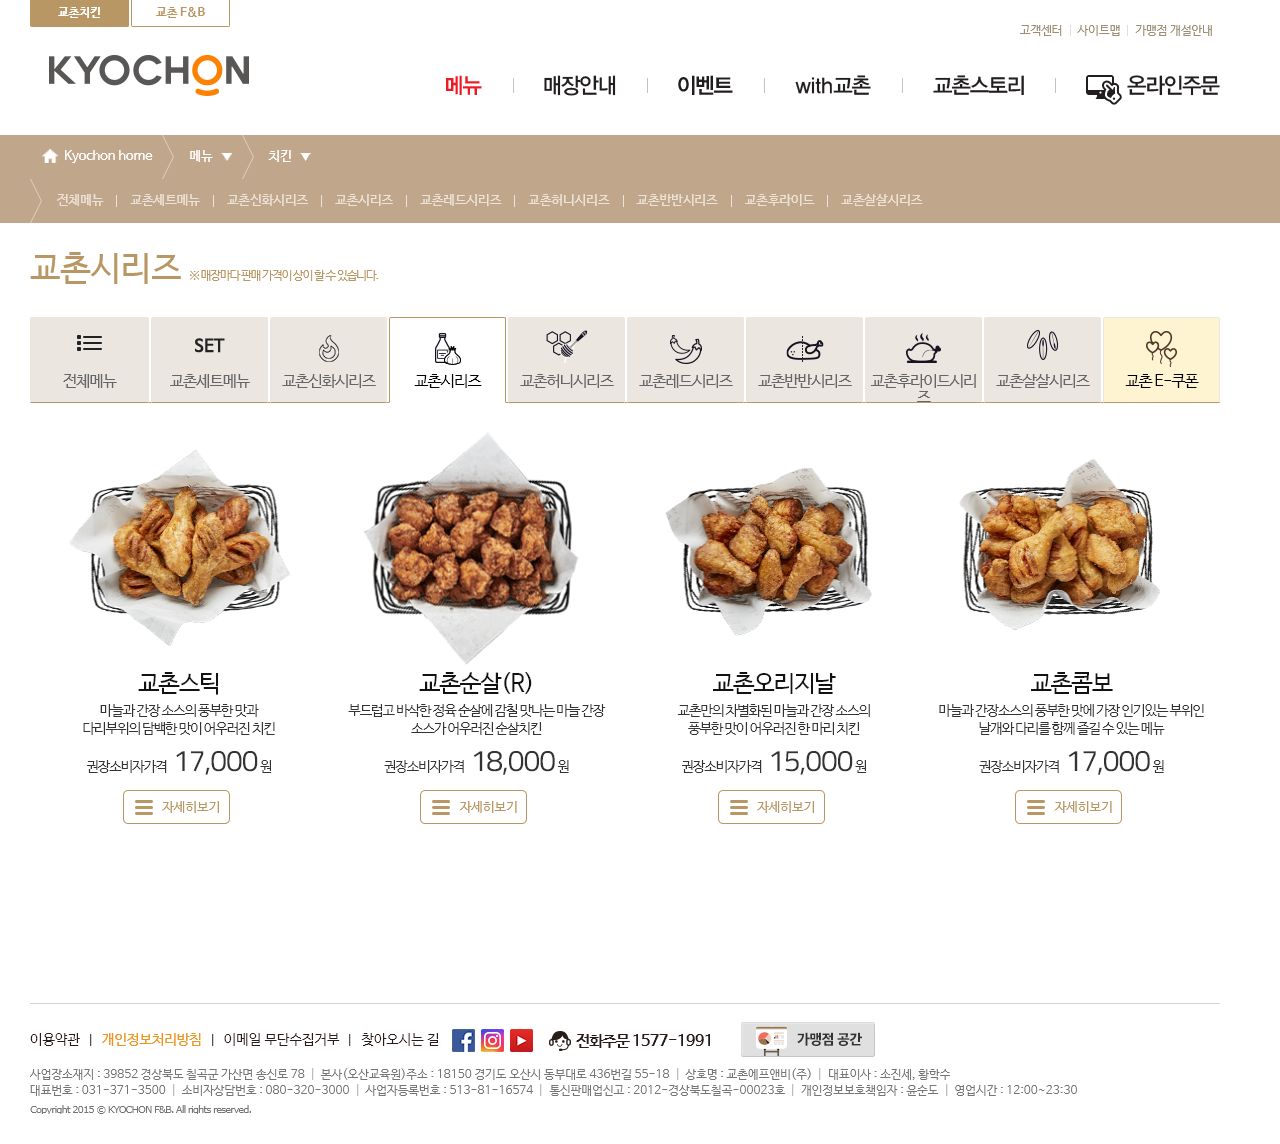 교촌치킨 교촌 F&B
고객센터 사이트맵 가맹점 개설안내
KYOCHON
메뉴 매장안내 이벤트 with교촌 교촌스토리 온라인주문
Kyochon home 메뉴 ▼ 치킨 ▼
전체메뉴 | 교촌세트메뉴 | 교촌신화시리즈 | 교촌시리즈 | 교촌레드시리즈 | 교촌허니시리즈 | 교촌반반시리즈 | 교촌후라이드 | 교촌살살시리즈
교촌시리즈 ※ 매장마다 판매 가격이 상이 할 수 있습니다.
SET
전체메뉴 교촌세트메뉴 교촌신화시리즈 교촌시리즈 교촌허니시리즈 교촌레드시리즈 교촌반반시리즈 교촌후라이드시리즈 교촌살살시리즈 교촌 E-쿠폰
교촌스틱
마늘과 간장 소스의 풍부한 맛과
다리부위의 담백한 맛이 어우러진 치킨
권장소비자가격 17,000 원
자세히보기
교촌순살(R)
부드럽고 바삭한 정육 순살에 감칠 맛나는 마늘 간장
소스가 어우러진 순살치킨
권장소비자가격 18,000 원
자세히보기
교촌오리지날
교촌만의 차별화된 마늘과 간장 소스의
풍부한 맛이 어우러진 한 마리 치킨
권장소비자가격 15,000 원
자세히보기
교촌콤보
마늘과 간장소스의 풍부한 맛에 가장 인기있는 부위인
날개와 다리를 함께 즐길 수 있는 메뉴
권장소비자가격 17,000 원
자세히보기
이용약관 | 개인정보처리방침 | 이메일 무단수집거부 | 찾아오시는 길 전화주문 1577-1991 가맹점 공간
사업장소재지 : 39852 경상북도 칠곡군 가산면 송신로 78 | 본사(오산교육원)주소 : 18150 경기도 오산시 동부대로 436번길 55-18 | 상호명 : 교촌에프앤비(주) | 대표이사 : 소진세, 황학수
대표번호 : 031-371-3500 | 소비자상담번호 : 080-320-3000 | 사업자등록번호 : 513-81-16574 | 통신판매업신고 : 2012-경상북도칠곡-00023호 | 개인정보보호책임자 : 윤순도 | 영업시간 : 12:00~23:30
Copyright 2015 © KYOCHON F&B. All rights reserved.